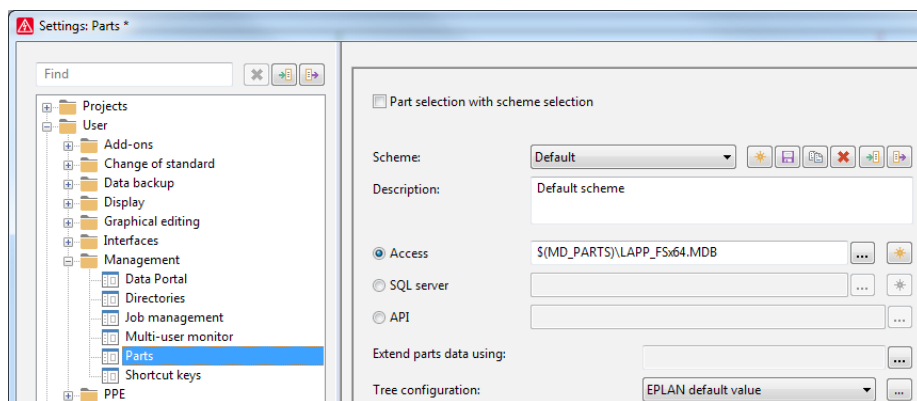 Settings: Parts *
Find
Projects
User
Add-ons
Change of standard
Data backup
Display
Graphical editing
Interfaces
Management
Data Portal
Directories
Job management
Multi-user monitor
Parts
Shortcut keys
PPE
Part selection with scheme selection
Scheme:
Default
Description:
Default scheme
Access
$(MD_PARTS)\LAPP_FSx64.MDB
...
SQL server
...
API
...
Extend parts data using:
...
Tree configuration:
EPLAN default value
...